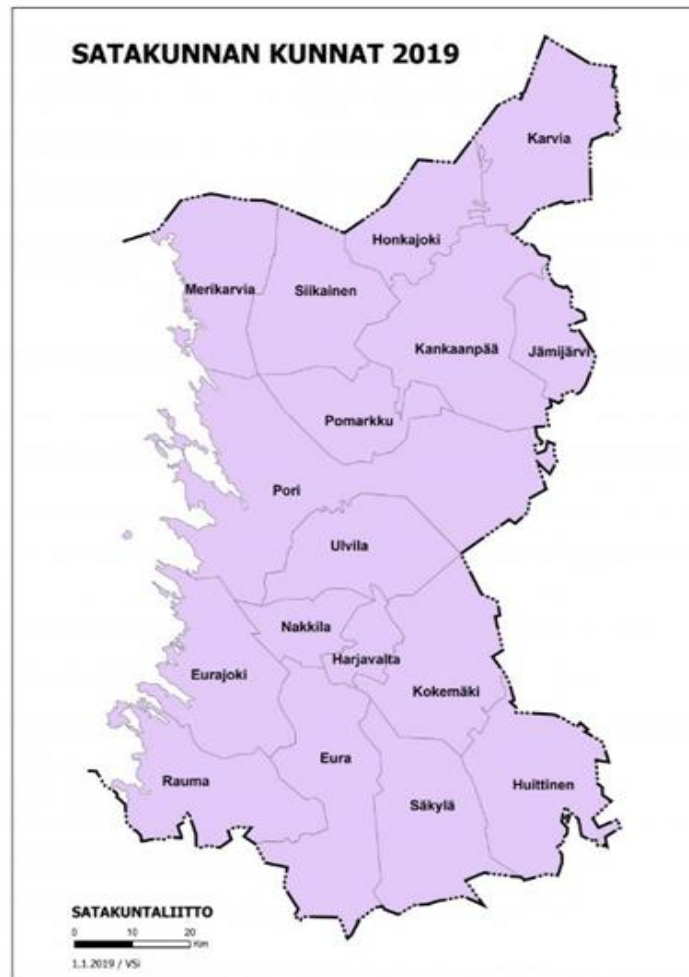 SATAKUNNAN KUNNAT 2019
Karvia
Honkajoki
Merikarvia
Siikainen
Kankaanpää
Jämijärvi
Pomarkku
Pori
Ulvila
Nakkila
Harjavalta
Eurajoki
Kokemäki
Eura
Rauma
Huittinen
Säkylä
SATAKUNTALIITTO
0 10 20
Km
1.1.2019 / VSi